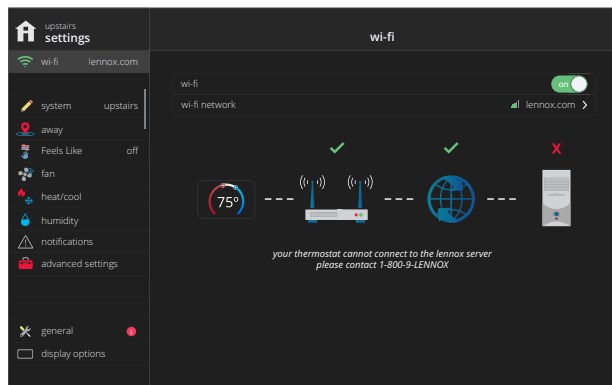 upstairs
settings
wi-fi
wi-fi lennox.com
wi-fi on
wi-fi network lennox.com
system upstairs
away
Feels Like off
fan
heat/cool
humidity
notifications
advanced settings
general 1
display options
X
75°
your thermostat cannot connect to the lennox server
please contact 1-800-9-LENNOX